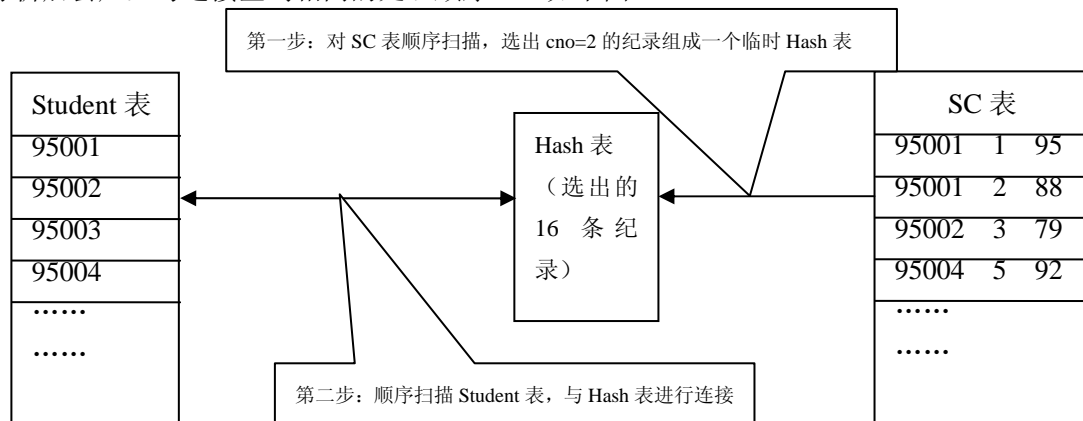 第一步：对 SC 表顺序扫描，选出 cno=2 的纪录组成一个临时 Hash 表
Student 表
95001
95002
95003
95004
……
……
Hash 表
（选出的
16 条纪
录）
SC 表
95001 1 95
95001 2 88
95002 3 79
95004 5 92
……
……
第二步：顺序扫描 Student 表，与 Hash 表进行连接